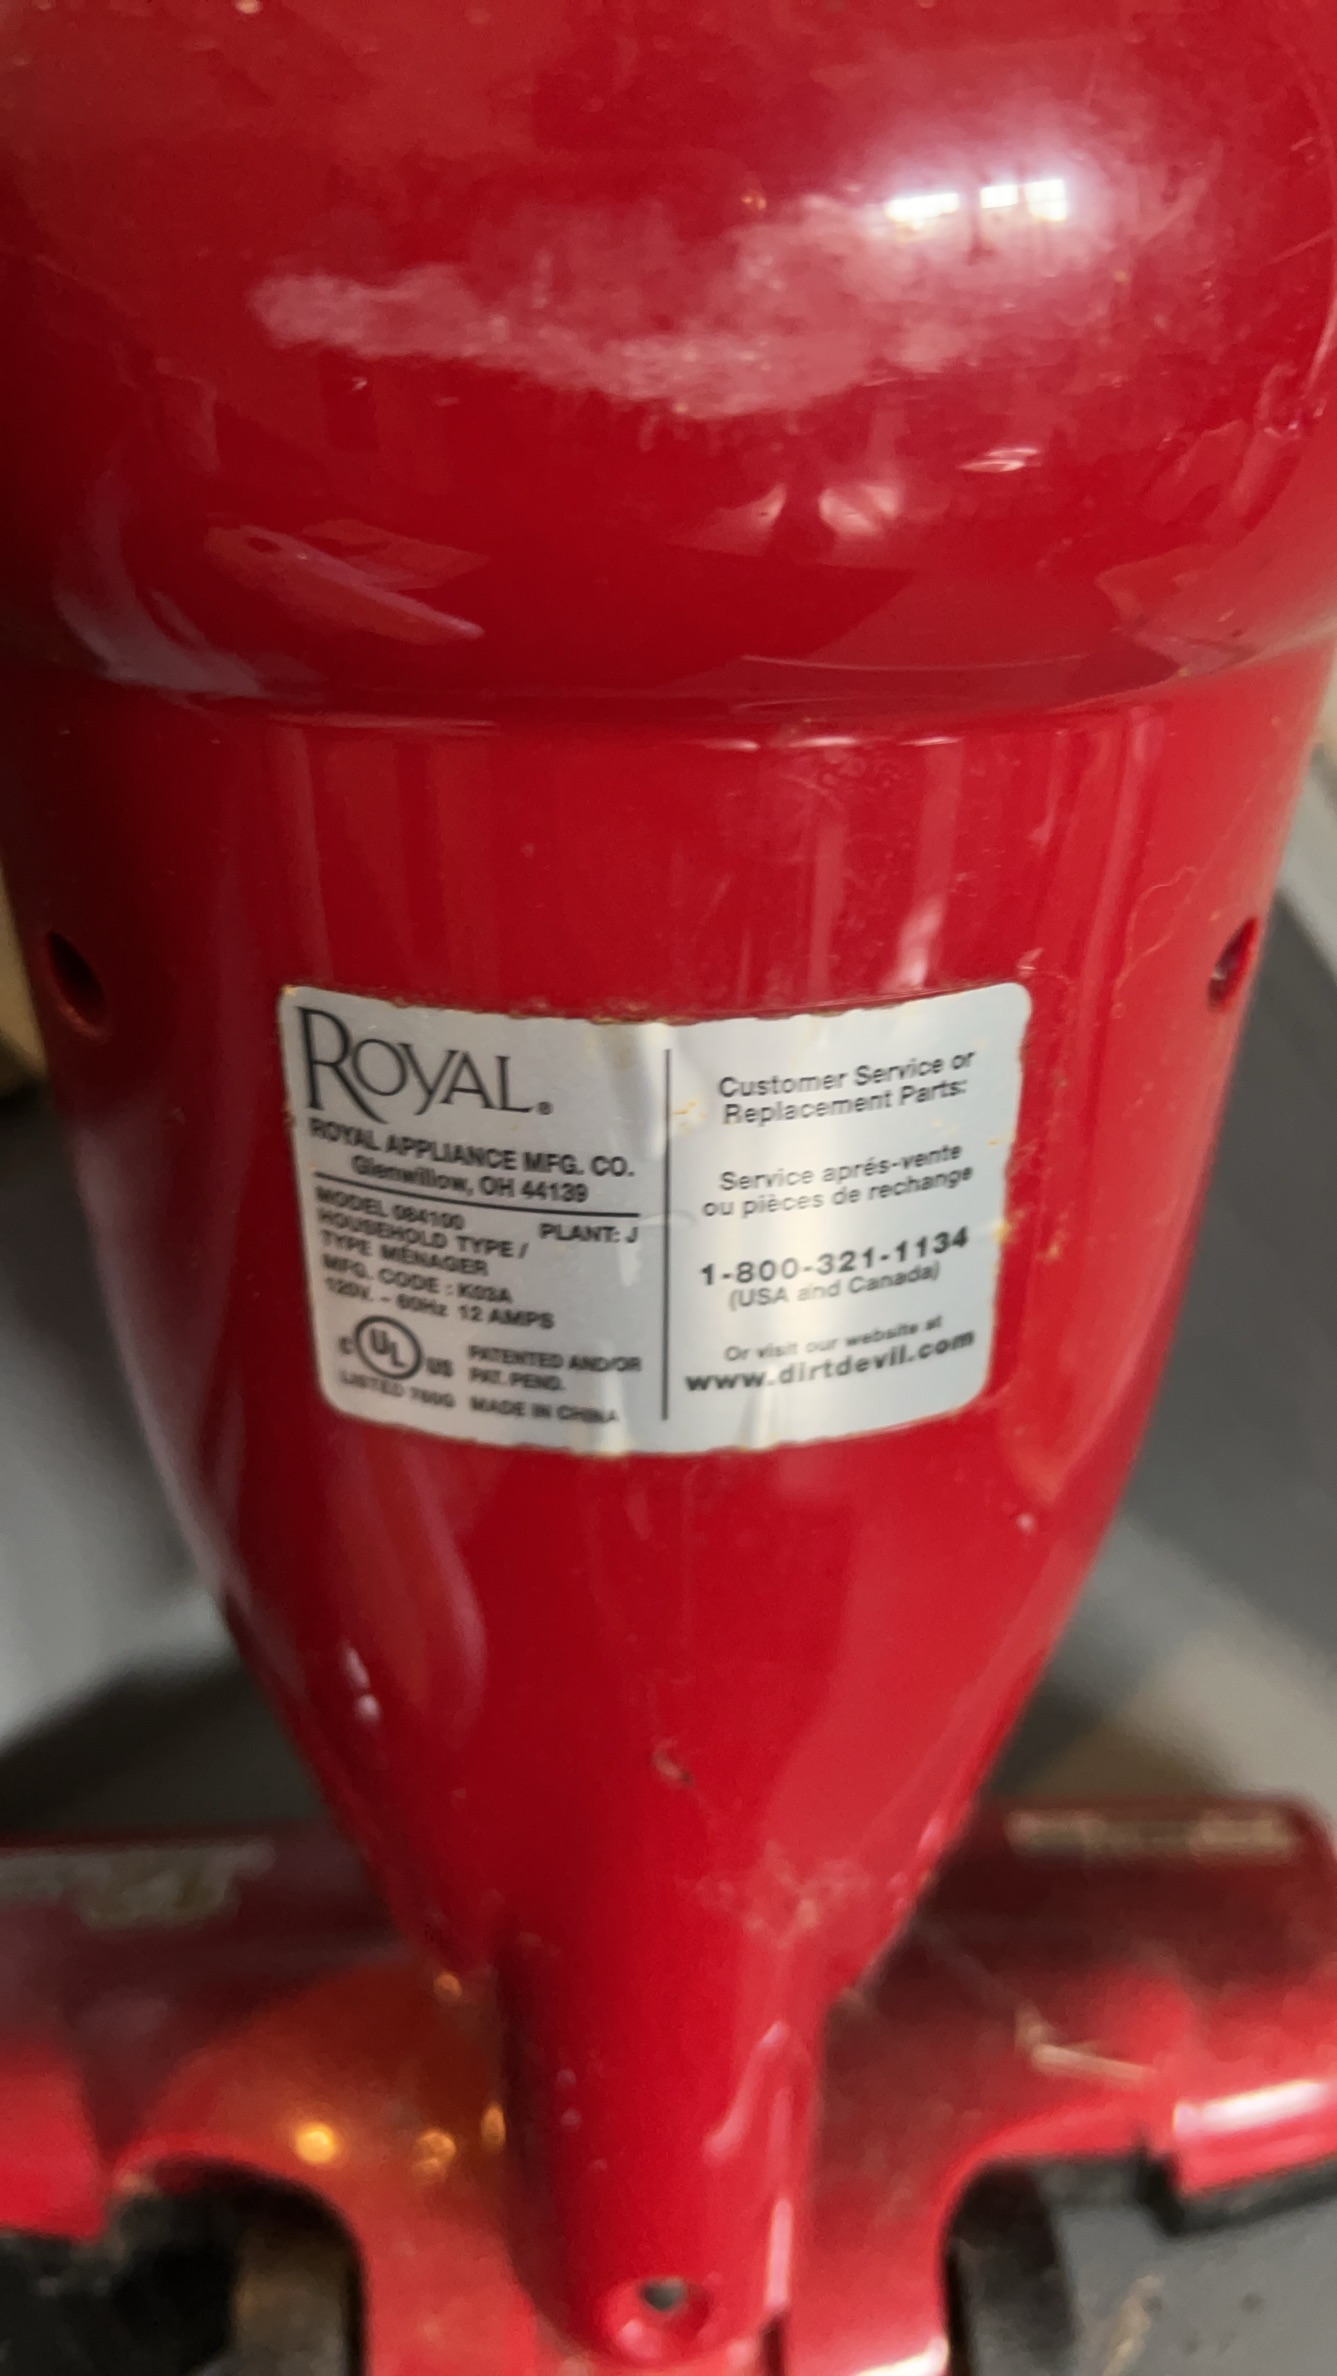 ROYAL®
ROYAL APPLIANCE MFG. CO.
Glenwillow, OH 44139
MODEL 084100
PLANT: J
HOUSEHOLD TYPE /
TYPE MÉNAGER
MFG. CODE : K03A
120V. ~ 60Hz 12 AMPS
C UL US
PATENTED AND/OR
PAT. PEND.
LISTED MADE IN CHINA
Customer Service or
Replacement Parts:
Service aprés-vente
ou pièces de rechange
1-800-321-1134
(USA and Canada)
Or visit our website at
www.dirtdevil.com